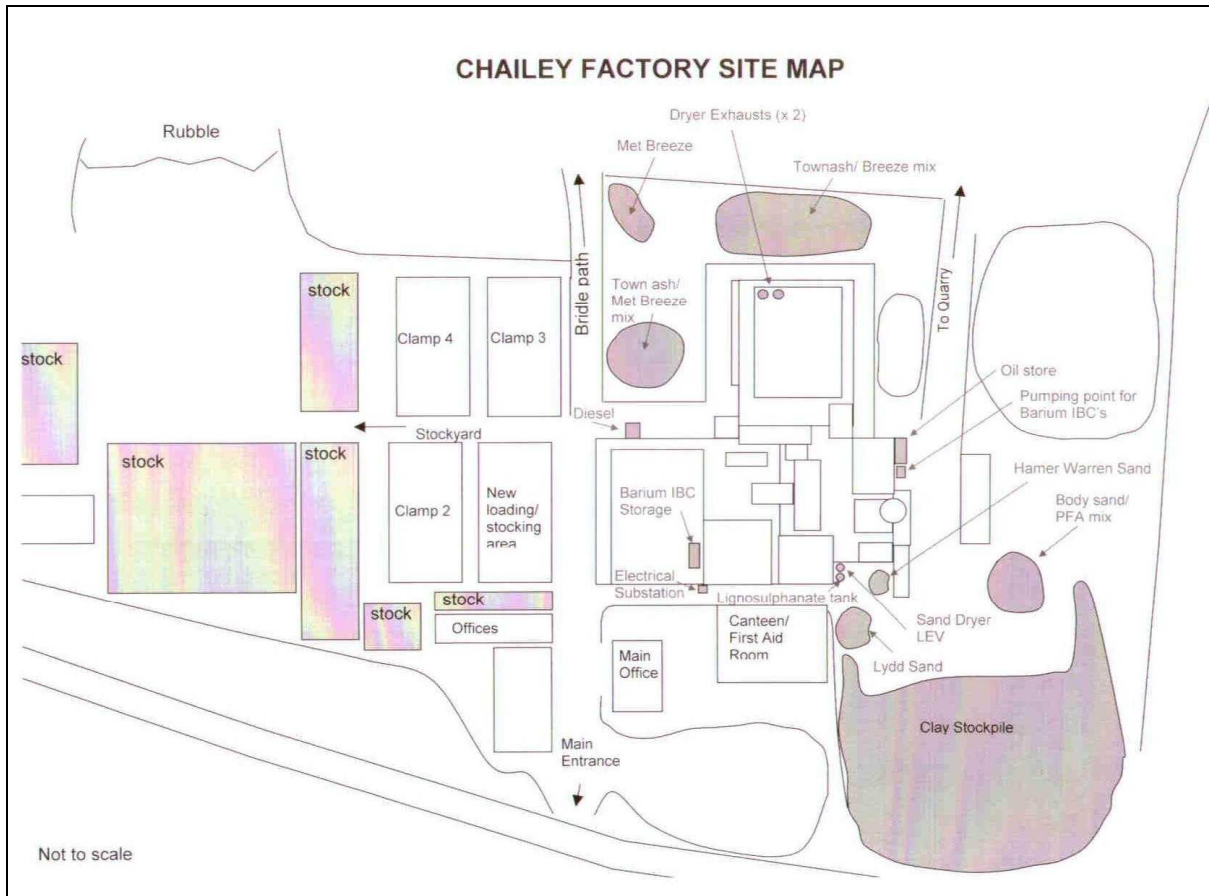 CHAILEY FACTORY SITE MAP
Dryer Exhausts (x 2)
Rubble
Met Breeze
Townash/ Breeze mix
Bridle path
To Quarry
stock
Clamp 4
Clamp 3
Town ash/
Met Breeze
mix
stock
Oil store
Pumping point for
Barium IBC's
Diesel
Stockyard
stock
stock
Hamer Warren Sand
Clamp 2
New
loading/
stocking
area
Barium IBC
Storage
Body sand/
PFA mix
Electrical
Substation
Lignosulphanate tank
stock
stock
Offices
Canteen/
First Aid
Room
Sand Dryer
LEV
Main
Office
Lydd Sand
Clay Stockpile
Main
Entrance
Not to scale